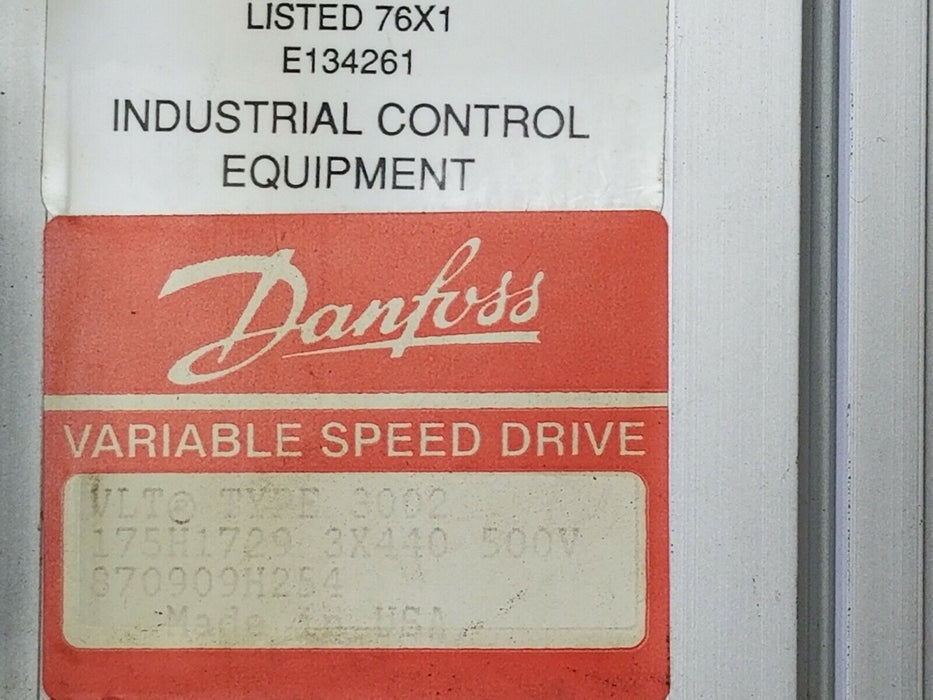 LISTED 76X1
E134261
INDUSTRIAL CONTROL
EQUIPMENT
Danfoss
VARIABLE SPEED DRIVE
VLT® TYPE 3002
175H1729 3X440 500V
870909H254
Made in USA